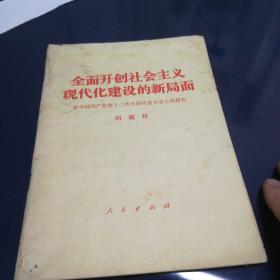 全面开创社会主义
现代化建设的新局面
在中国共产党第十二次全国代表大会上的报告
胡耀邦
人民出版社